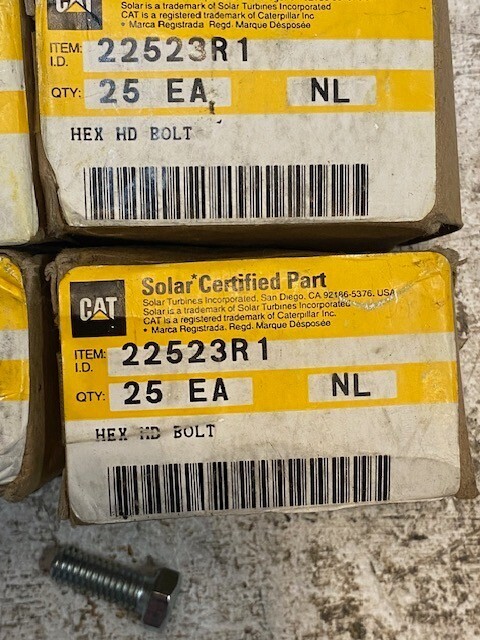 Solar is a trademark of Solar Turbines Incorporated
CAT is a registered trademark of Caterpillar Inc
* Marca Registrada Regd. Marque Désposée
ITEM: 22523R1
I.D.
QTY: 25 EA NL
HEX HD BOLT
CAT
Solar* Certified Part
Solar Turbines Incorporated, San Diego, CA 92186-5376, USA
Solar is a trademark of Solar Turbines Incorporated
CAT is a registered trademark of Caterpillar Inc.
* Marca Registrada. Regd. Marque Désposée
ITEM: 22523R1
I.D.
QTY: 25 EA NL
HEX HD BOLT